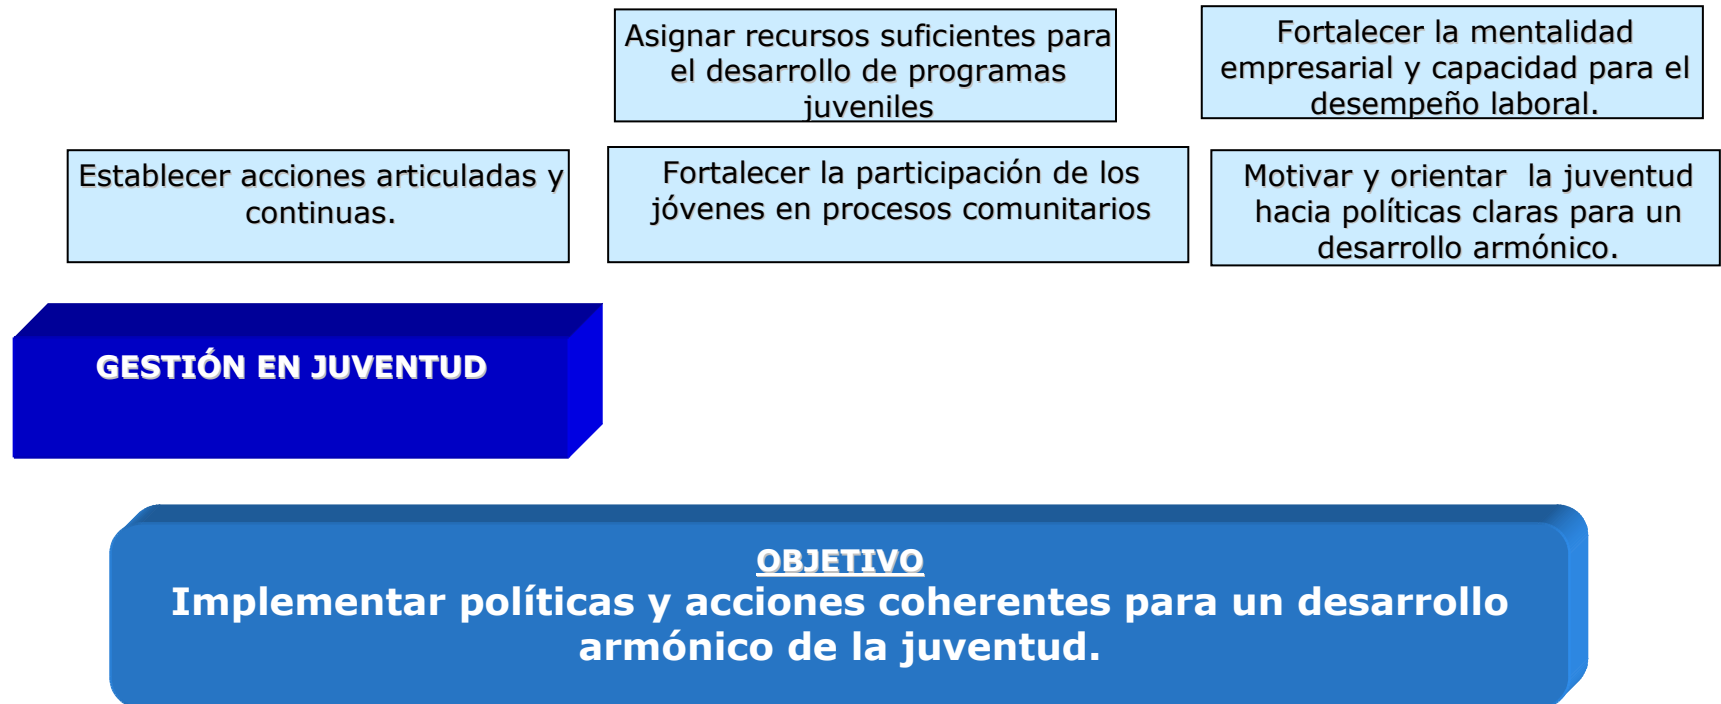 Asignar recursos suficientes para
el desarrollo de programas
juveniles
Fortalecer la mentalidad
empresarial y capacidad para el
desempeño laboral.
Establecer acciones articuladas y
continuas.
Fortalecer la participación de los
jóvenes en procesos comunitarios
Motivar y orientar la juventud
hacia políticas claras para un
desarrollo armónico.
GESTIÓN EN JUVENTUD
OBJETIVO
Implementar políticas y acciones coherentes para un desarrollo
armónico de la juventud.